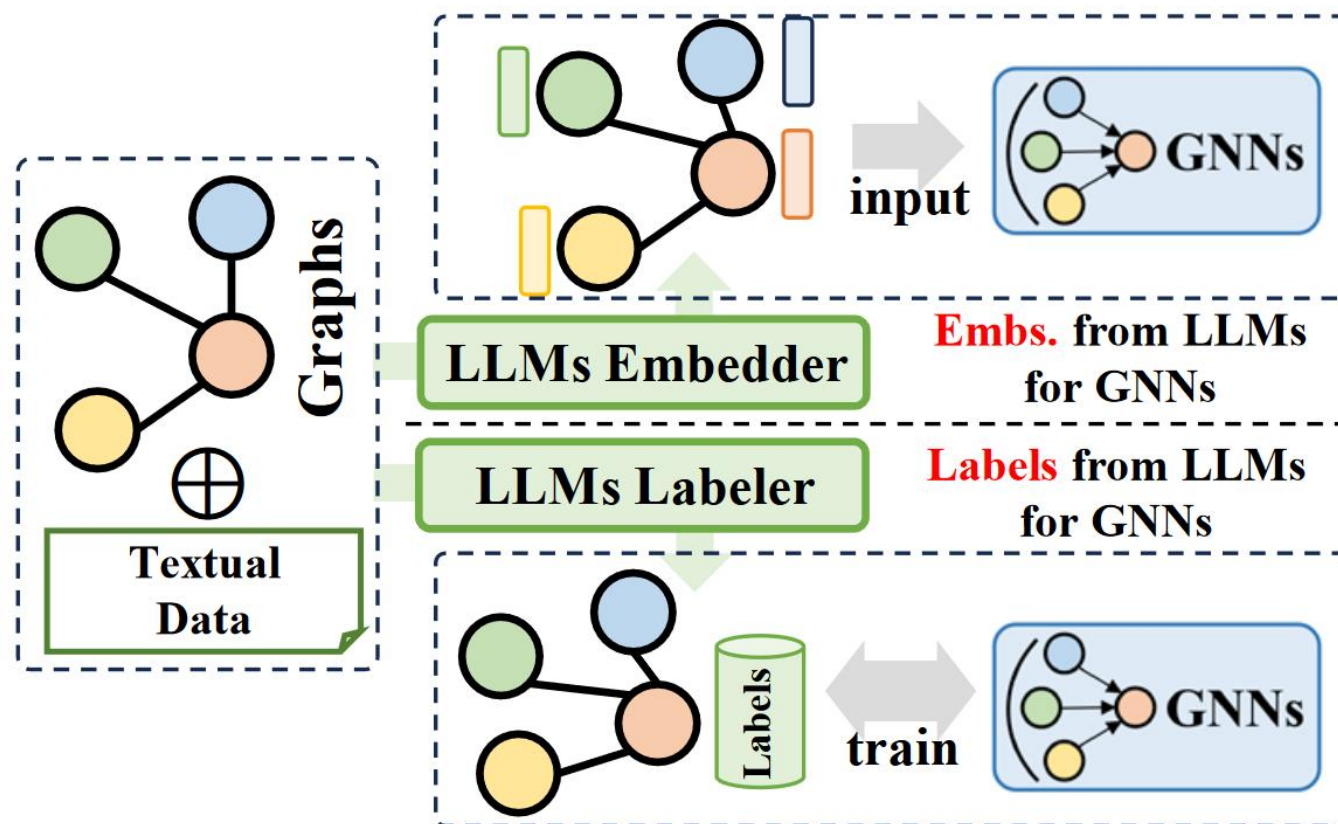 Graphs
Textual
Data
input
GNNs
LLMs Embedder
Embs. from LLMs
for GNNs
LLMs Labeler
Labels from LLMs
for GNNs
Labels
train
GNNs